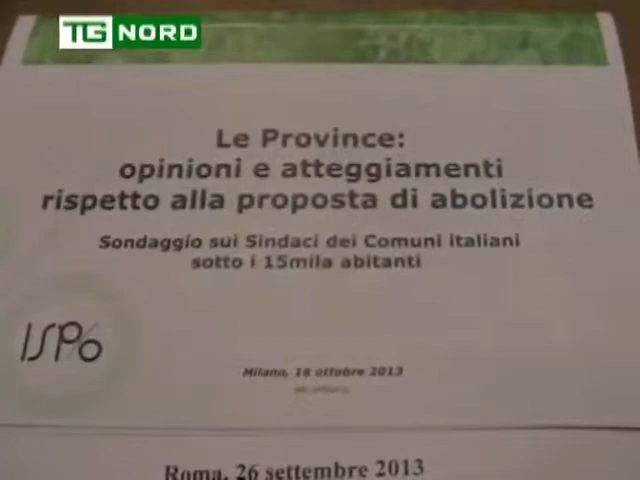 TG NORD
Le Province:
opinioni e atteggiamenti
rispetto alla proposta di abolizione
Sondaggio sui Sindaci dei Comuni italiani
sotto i 15mila abitanti
ISPO
Milano, 18 ottobre 2013
Roma, 26 settembre 2013